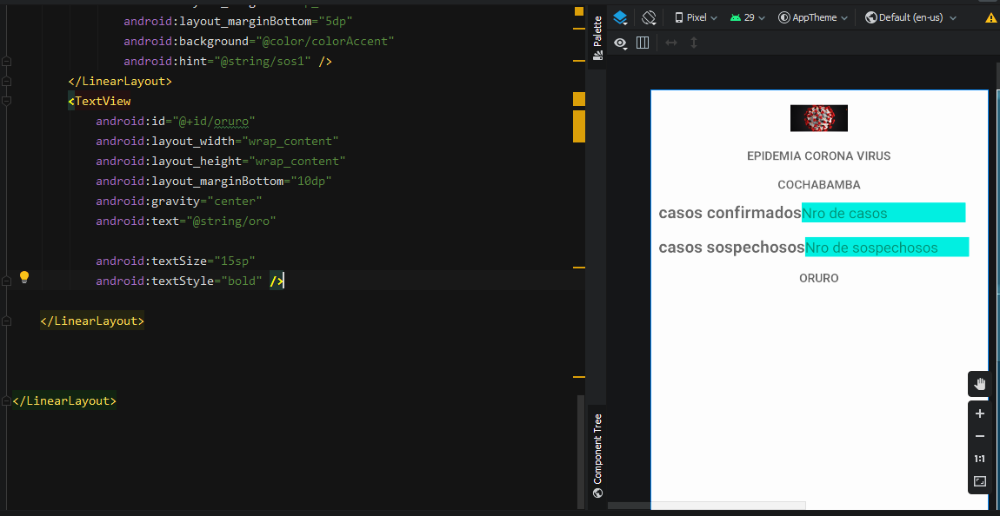 android:layout_marginBottom="5dp"
android:background="@color/colorAccent"
android:hint="@string/sos1" />
</LinearLayout>
<TextView
android:id="@+id/oruro"
android:layout_width="wrap_content"
android:layout_height="wrap_content"
android:layout_marginBottom="10dp"
android:gravity="center"
android:text="@string/oro"
android:textSize="15sp"
android:textStyle="bold" />
</LinearLayout>
</LinearLayout>
Palette
Component Tree
Pixel 29 AppTheme Default (en-us)
EPIDEMIA CORONA VIRUS
COCHABAMBA
casos confirmados Nro de casos
casos sospechosos Nro de sospechosos
ORURO
1:1